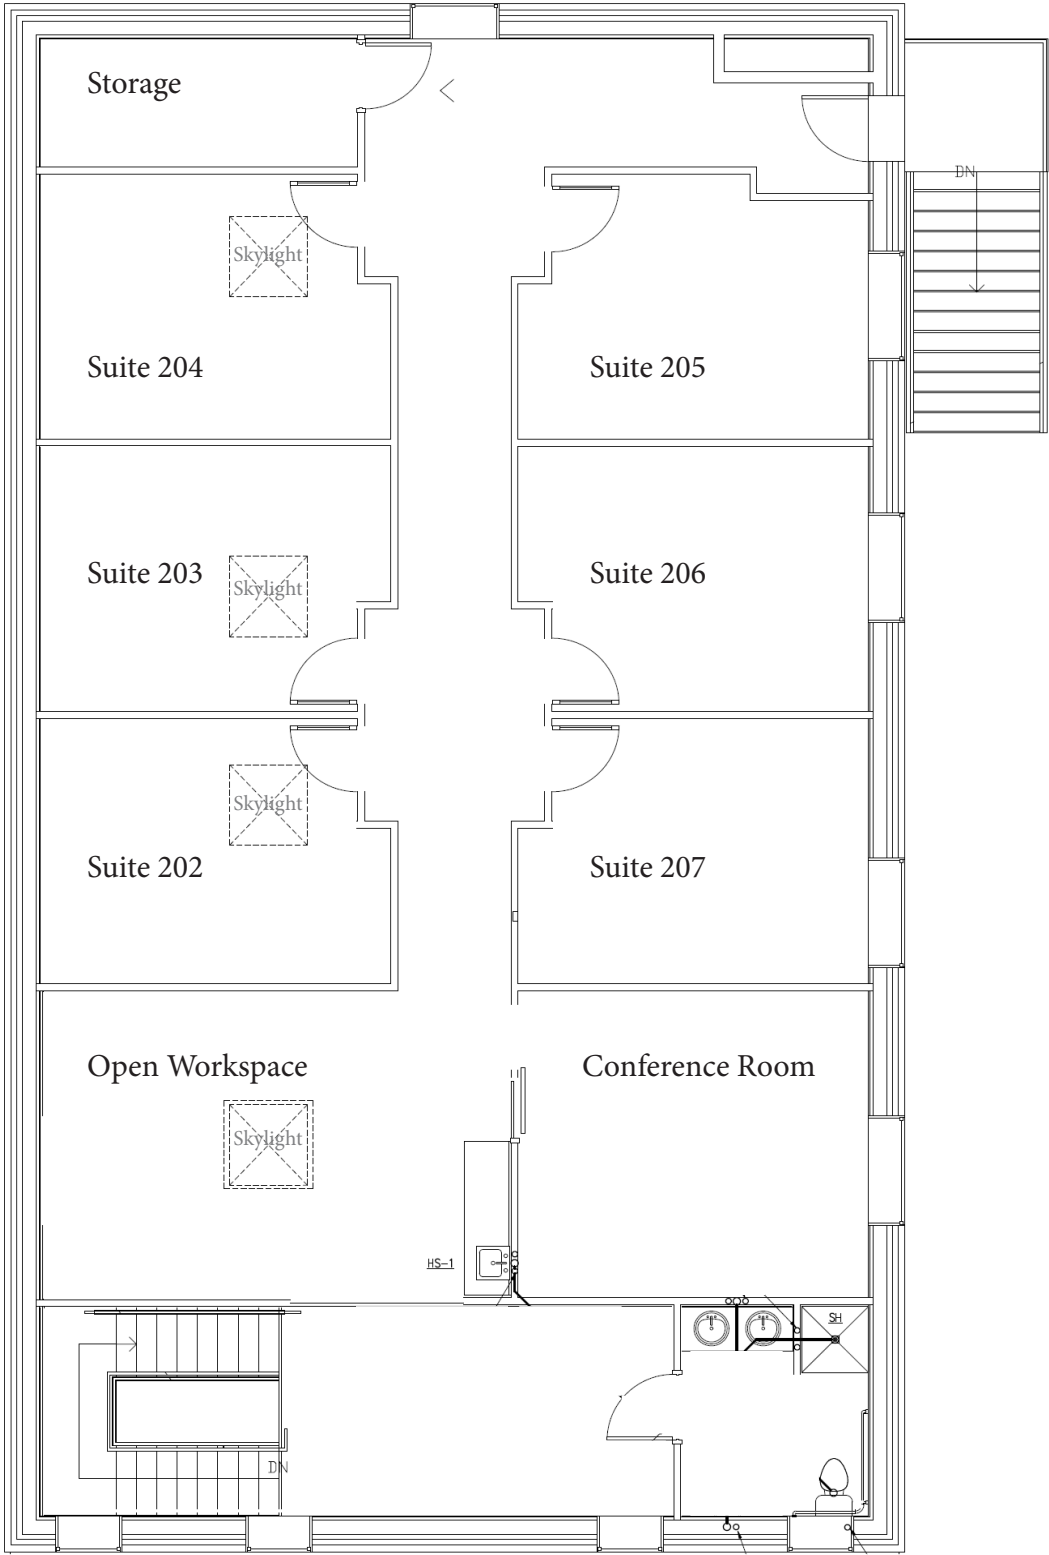 Storage
DN
Skylight
Suite 204
Suite 205
Suite 203
Skylight
Suite 206
Skylight
Suite 202
Suite 207
Open Workspace
Conference Room
Skylight
HS-1
SH
DN